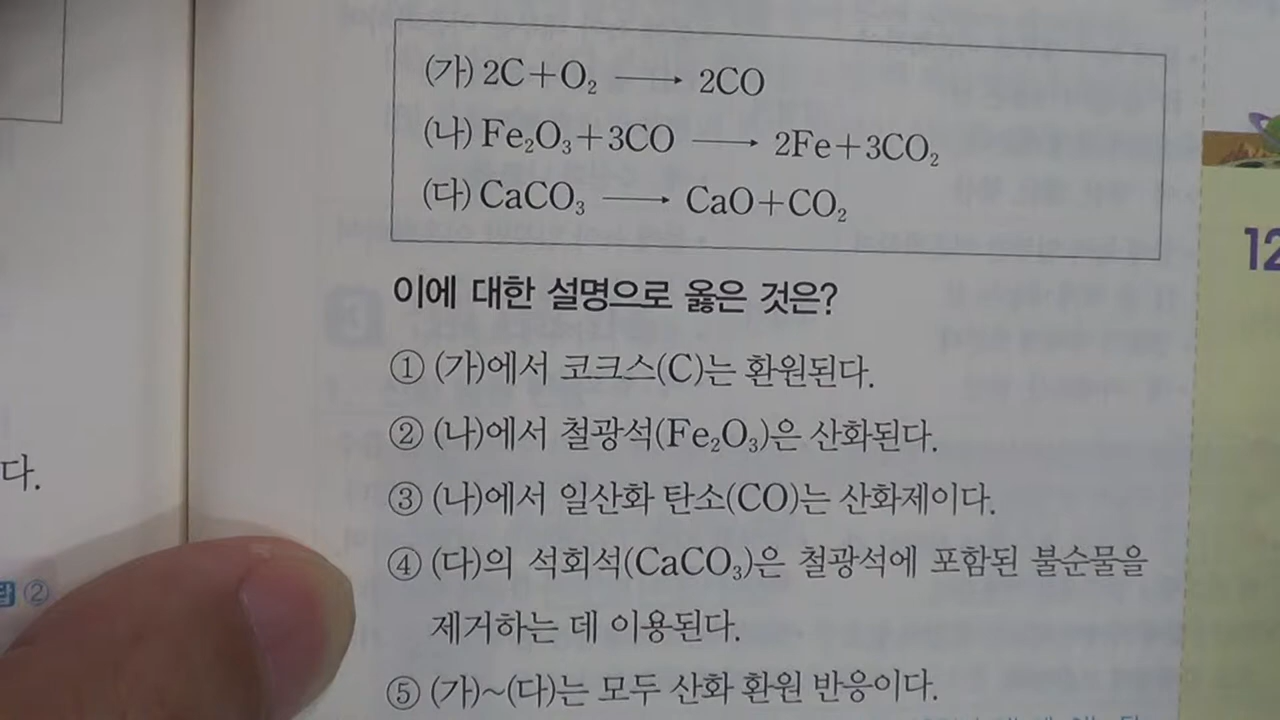 (가) 2C+O₂ ⟶ 2CO
(나) Fe₂O₃+3CO ⟶ 2Fe+3CO₂
(다) CaCO₃ ⟶ CaO+CO₂
이에 대한 설명으로 옳은 것은?
① (가)에서 코크스(C)는 환원된다.
② (나)에서 철광석(Fe₂O₃)은 산화된다.
③ (나)에서 일산화 탄소(CO)는 산화제이다.
④ (다)의 석회석(CaCO₃)은 철광석에 포함된 불순물을
제거하는 데 이용된다.
⑤ (가)~(다)는 모두 산화 환원 반응이다.
다.
②
12